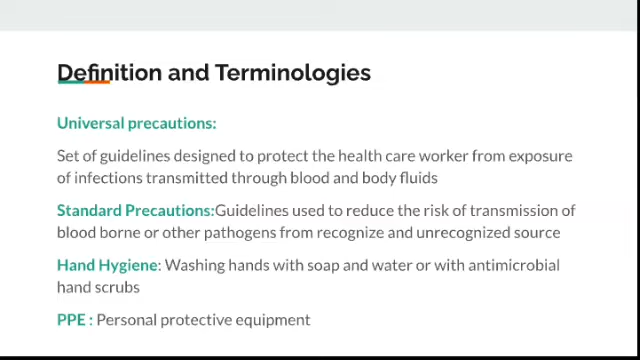 Definition and Terminologies
Universal precautions:
Set of guidelines designed to protect the health care worker from exposure
of infections transmitted through blood and body fluids
Standard Precautions:Guidelines used to reduce the risk of transmission of
blood borne or other pathogens from recognize and unrecognized source
Hand Hygiene: Washing hands with soap and water or with antimicrobial
hand scrubs
PPE : Personal protective equipment